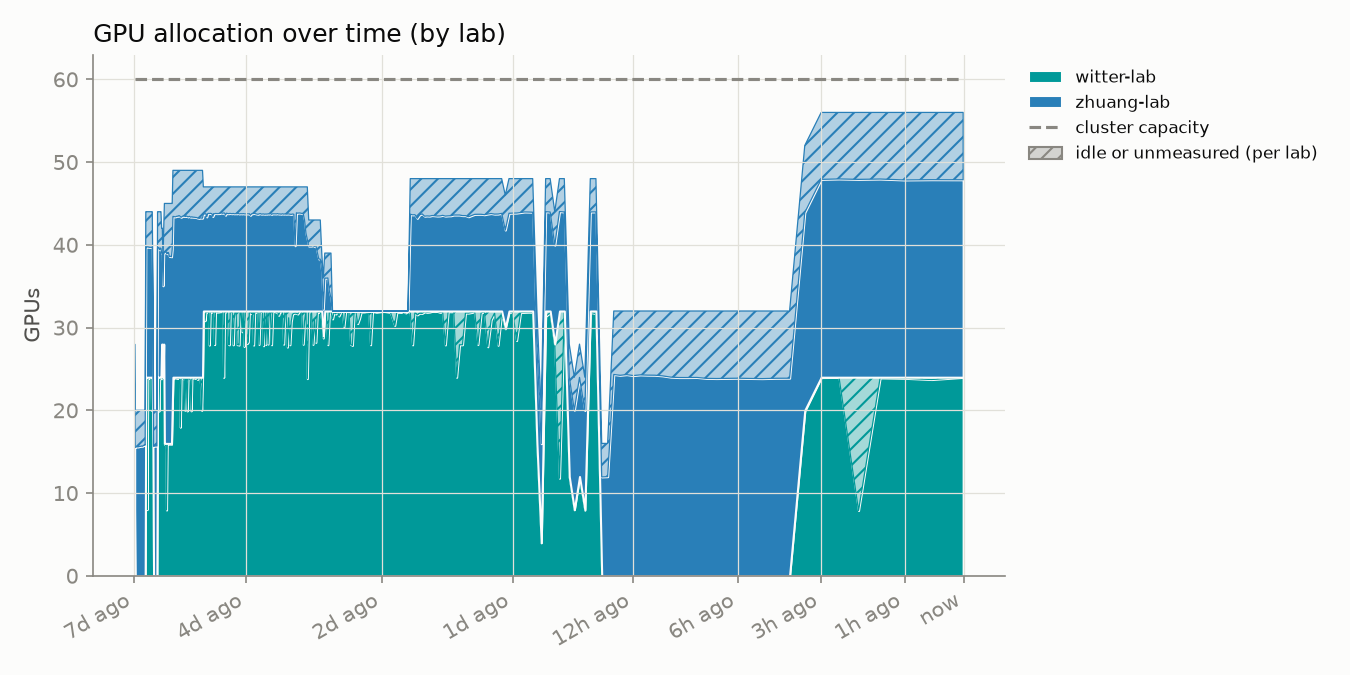 GPU allocation over time (by lab)
GPUs
60
50
40
30
20
10
0
7d ago
4d ago
2d ago
1d ago
12h ago
6h ago
3h ago
1h ago
now
witter-lab
zhuang-lab
cluster capacity
idle or unmeasured (per lab)